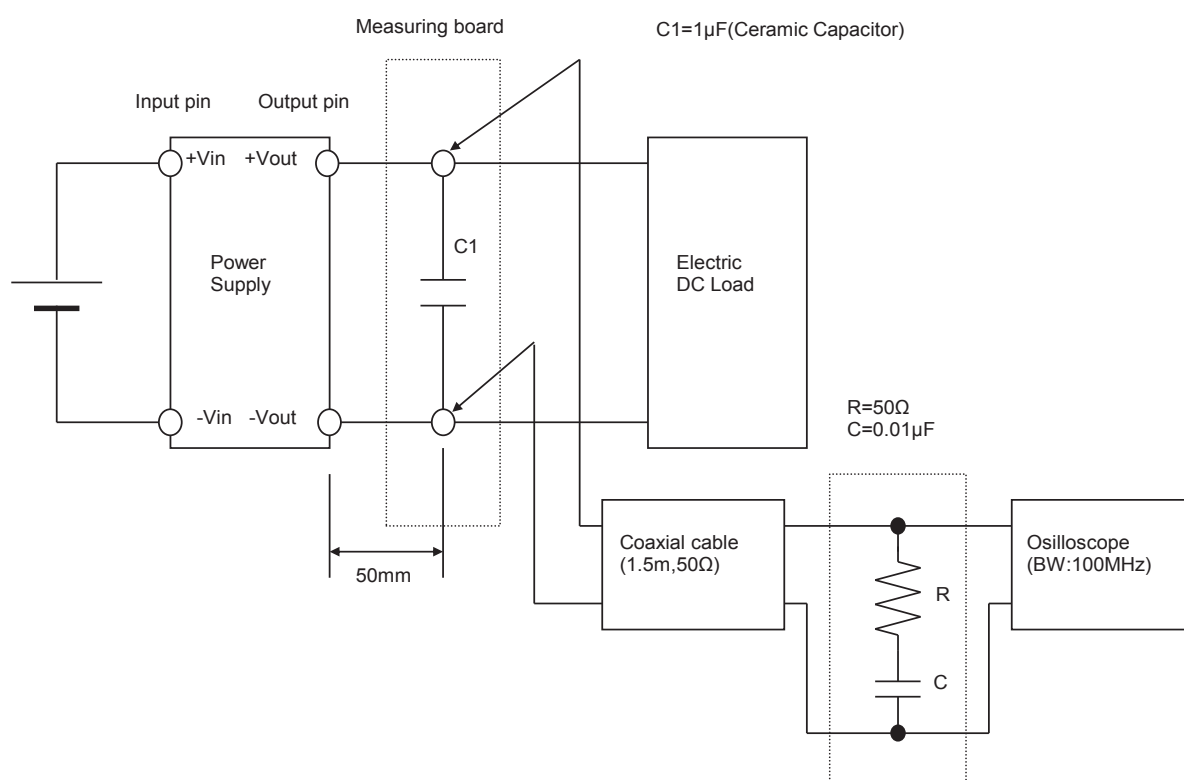 Measuring board
C1=1µF(Ceramic Capacitor)
Input pin
Output pin
+Vin
+Vout
C1
Power
Supply
Electric
DC Load
-Vin
-Vout
R=50Ω
C=0.01µF
50mm
Coaxial cable
(1.5m,50Ω)
R
C
Osilloscope
(BW:100MHz)